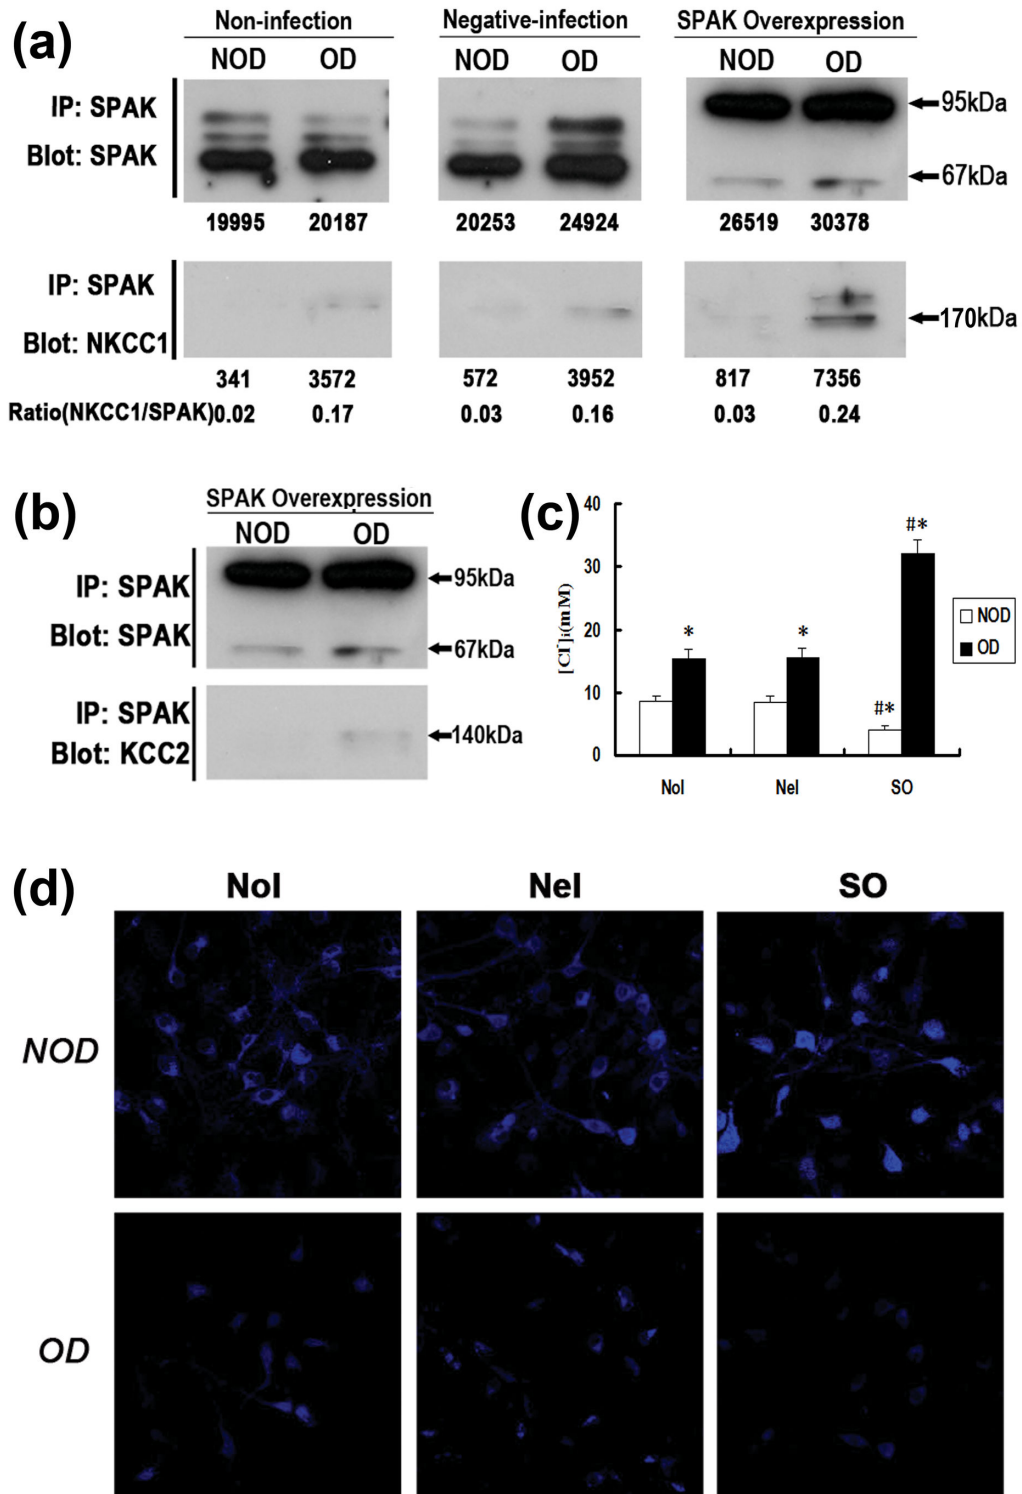 (a)
Non-infection Negative-infection SPAK Overexpression
NOD OD NOD OD NOD OD
IP: SPAK
95kDa
Blot: SPAK
67kDa
19995 20187 20253 24924 26519 30378
IP: SPAK
170kDa
Blot: NKCC1
341 3572 572 3952 817 7356
Ratio(NKCC1/SPAK) 0.02 0.17 0.03 0.16 0.03 0.24
(b)
SPAK Overexpression
NOD OD
IP: SPAK
95kDa
Blot: SPAK
67kDa
IP: SPAK
140kDa
Blot: KCC2
(c)
[Cl⁻]i(mM)
40
30
20
10
0
* * #* #*
NOD
OD
NoI NeI SO
(d)
NoI NeI SO
NOD
OD